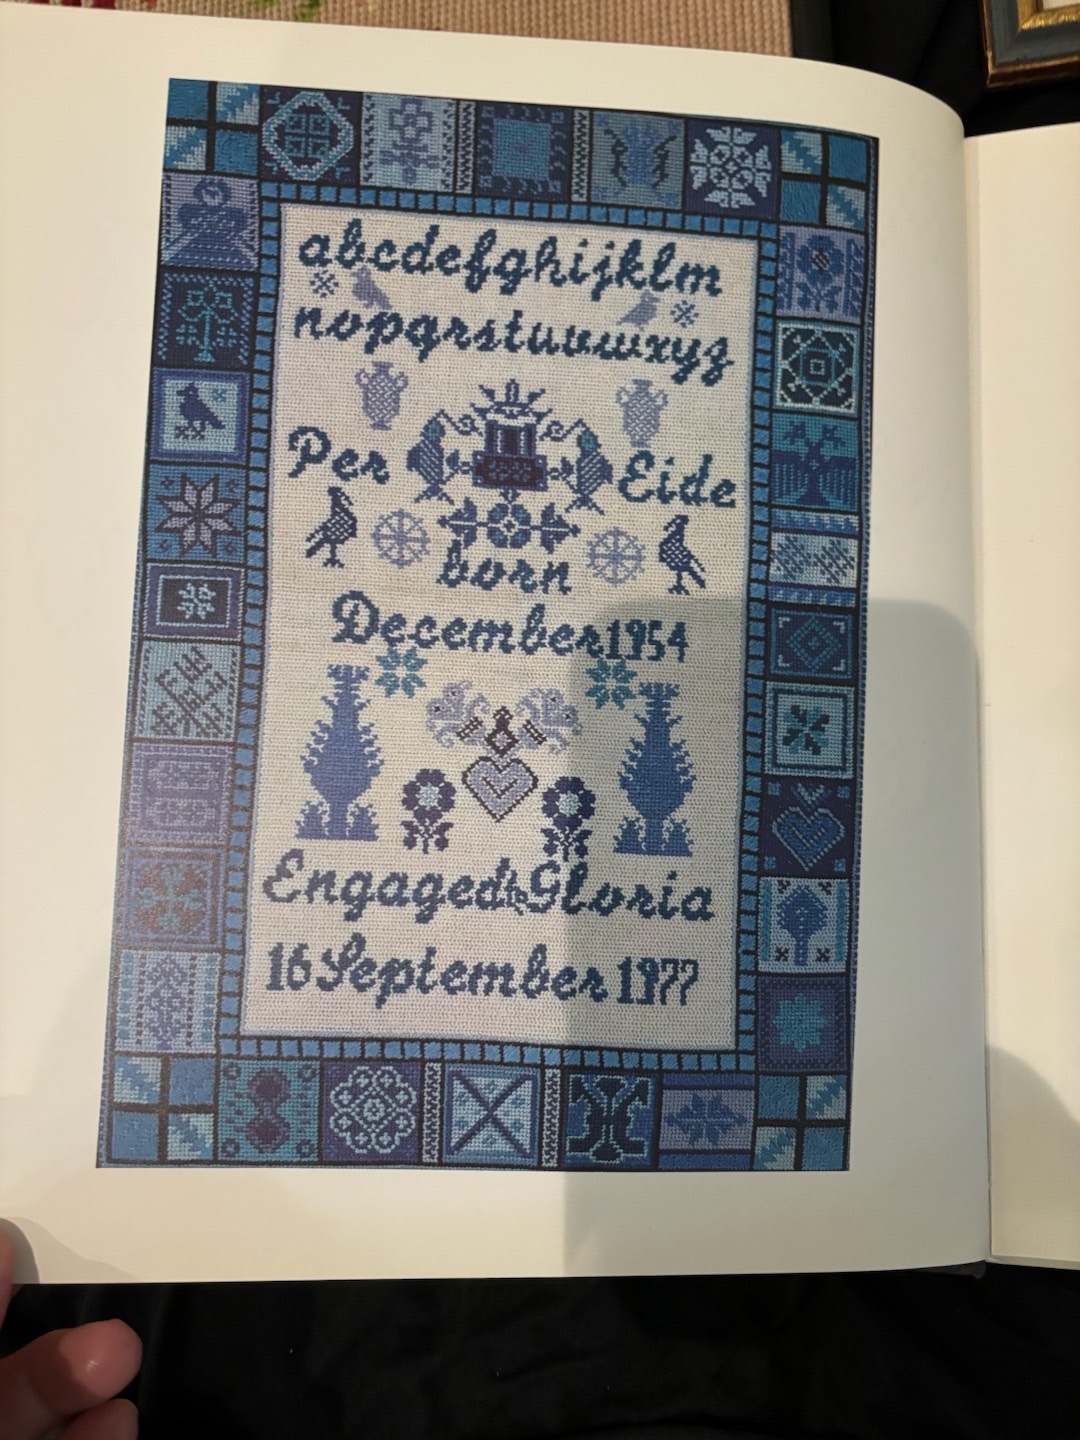 abcdefghijklm
nopqrstuvwxyz
Per Eide
born
December 1954
Engaged to Gloria
16 September 1977